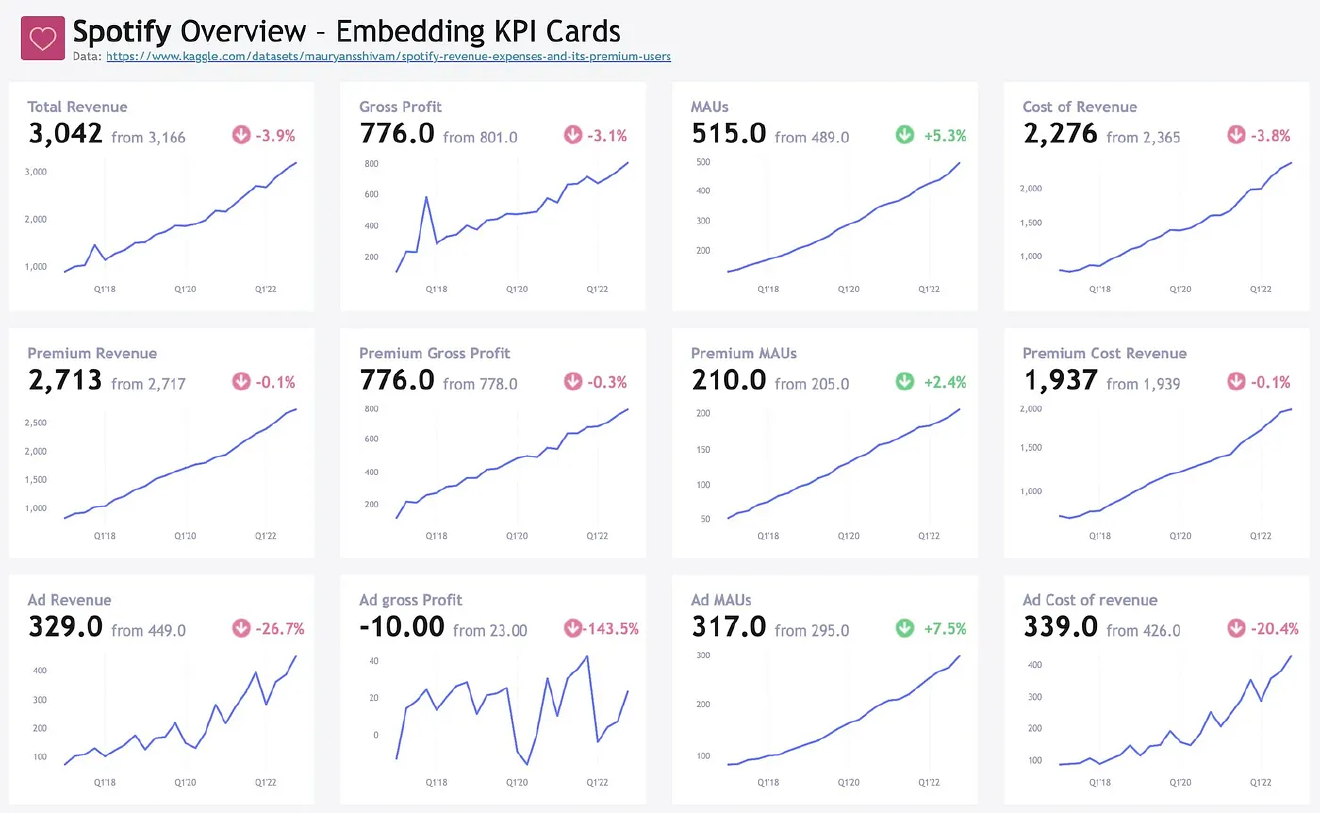 Spotify Overview - Embedding KPI Cards
Data: https://www.kaggle.com/datasets/mauryansshivam/spotify-revenue-expenses-and-its-premium-users
Total Revenue
3,042 from 3,166 -3.9%
3,000
2,000
1,000
Q1'18 Q1'20 Q1'22
Gross Profit
776.0 from 801.0 -3.1%
800
600
400
200
Q1'18 Q1'20 Q1'22
MAUs
515.0 from 489.0 +5.3%
500
400
300
200
Q1'18 Q1'20 Q1'22
Cost of Revenue
2,276 from 2,365 -3.8%
2,000
1,500
1,000
Q1'18 Q1'20 Q1'22
Premium Revenue
2,713 from 2,717 -0.1%
2,500
2,000
1,500
1,000
Q1'18 Q1'20 Q1'22
Premium Gross Profit
776.0 from 778.0 -0.3%
800
600
400
200
Q1'18 Q1'20 Q1'22
Premium MAUs
210.0 from 205.0 +2.4%
200
150
100
50
Q1'18 Q1'20 Q1'22
Premium Cost Revenue
1,937 from 1,939 -0.1%
2,000
1,500
1,000
Q1'18 Q1'20 Q1'22
Ad Revenue
329.0 from 449.0 -26.7%
400
300
200
100
Q1'18 Q1'20 Q1'22
Ad gross Profit
-10.00 from 23.00 -143.5%
40
20
0
Q1'18 Q1'20 Q1'22
Ad MAUs
317.0 from 295.0 +7.5%
300
200
100
Q1'18 Q1'20 Q1'22
Ad Cost of revenue
339.0 from 426.0 -20.4%
400
300
200
100
Q1'18 Q1'20 Q1'22